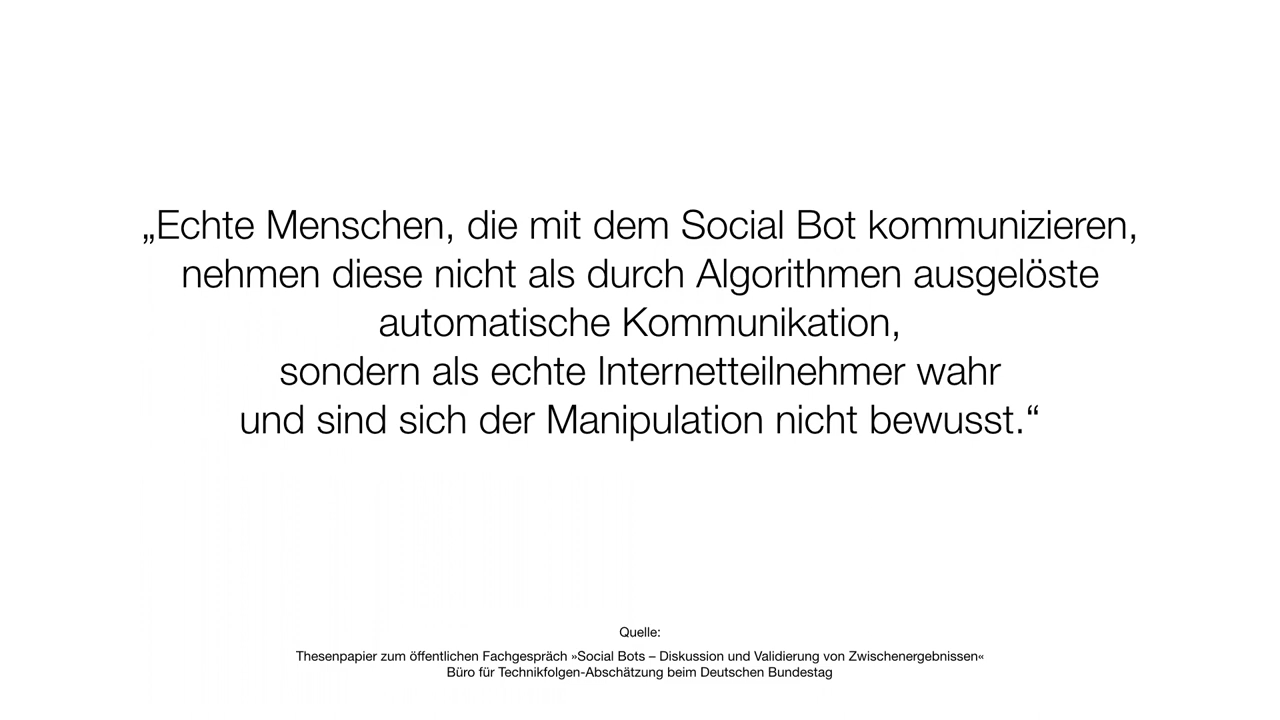 „Echte Menschen, die mit dem Social Bot kommunizieren,
nehmen diese nicht als durch Algorithmen ausgelöste
automatische Kommunikation,
sondern als echte Internetteilnehmer wahr
und sind sich der Manipulation nicht bewusst.“
Quelle:
Thesenpapier zum öffentlichen Fachgespräch »Social Bots – Diskussion und Validierung von Zwischenergebnissen«
Büro für Technikfolgen-Abschätzung beim Deutschen Bundestag